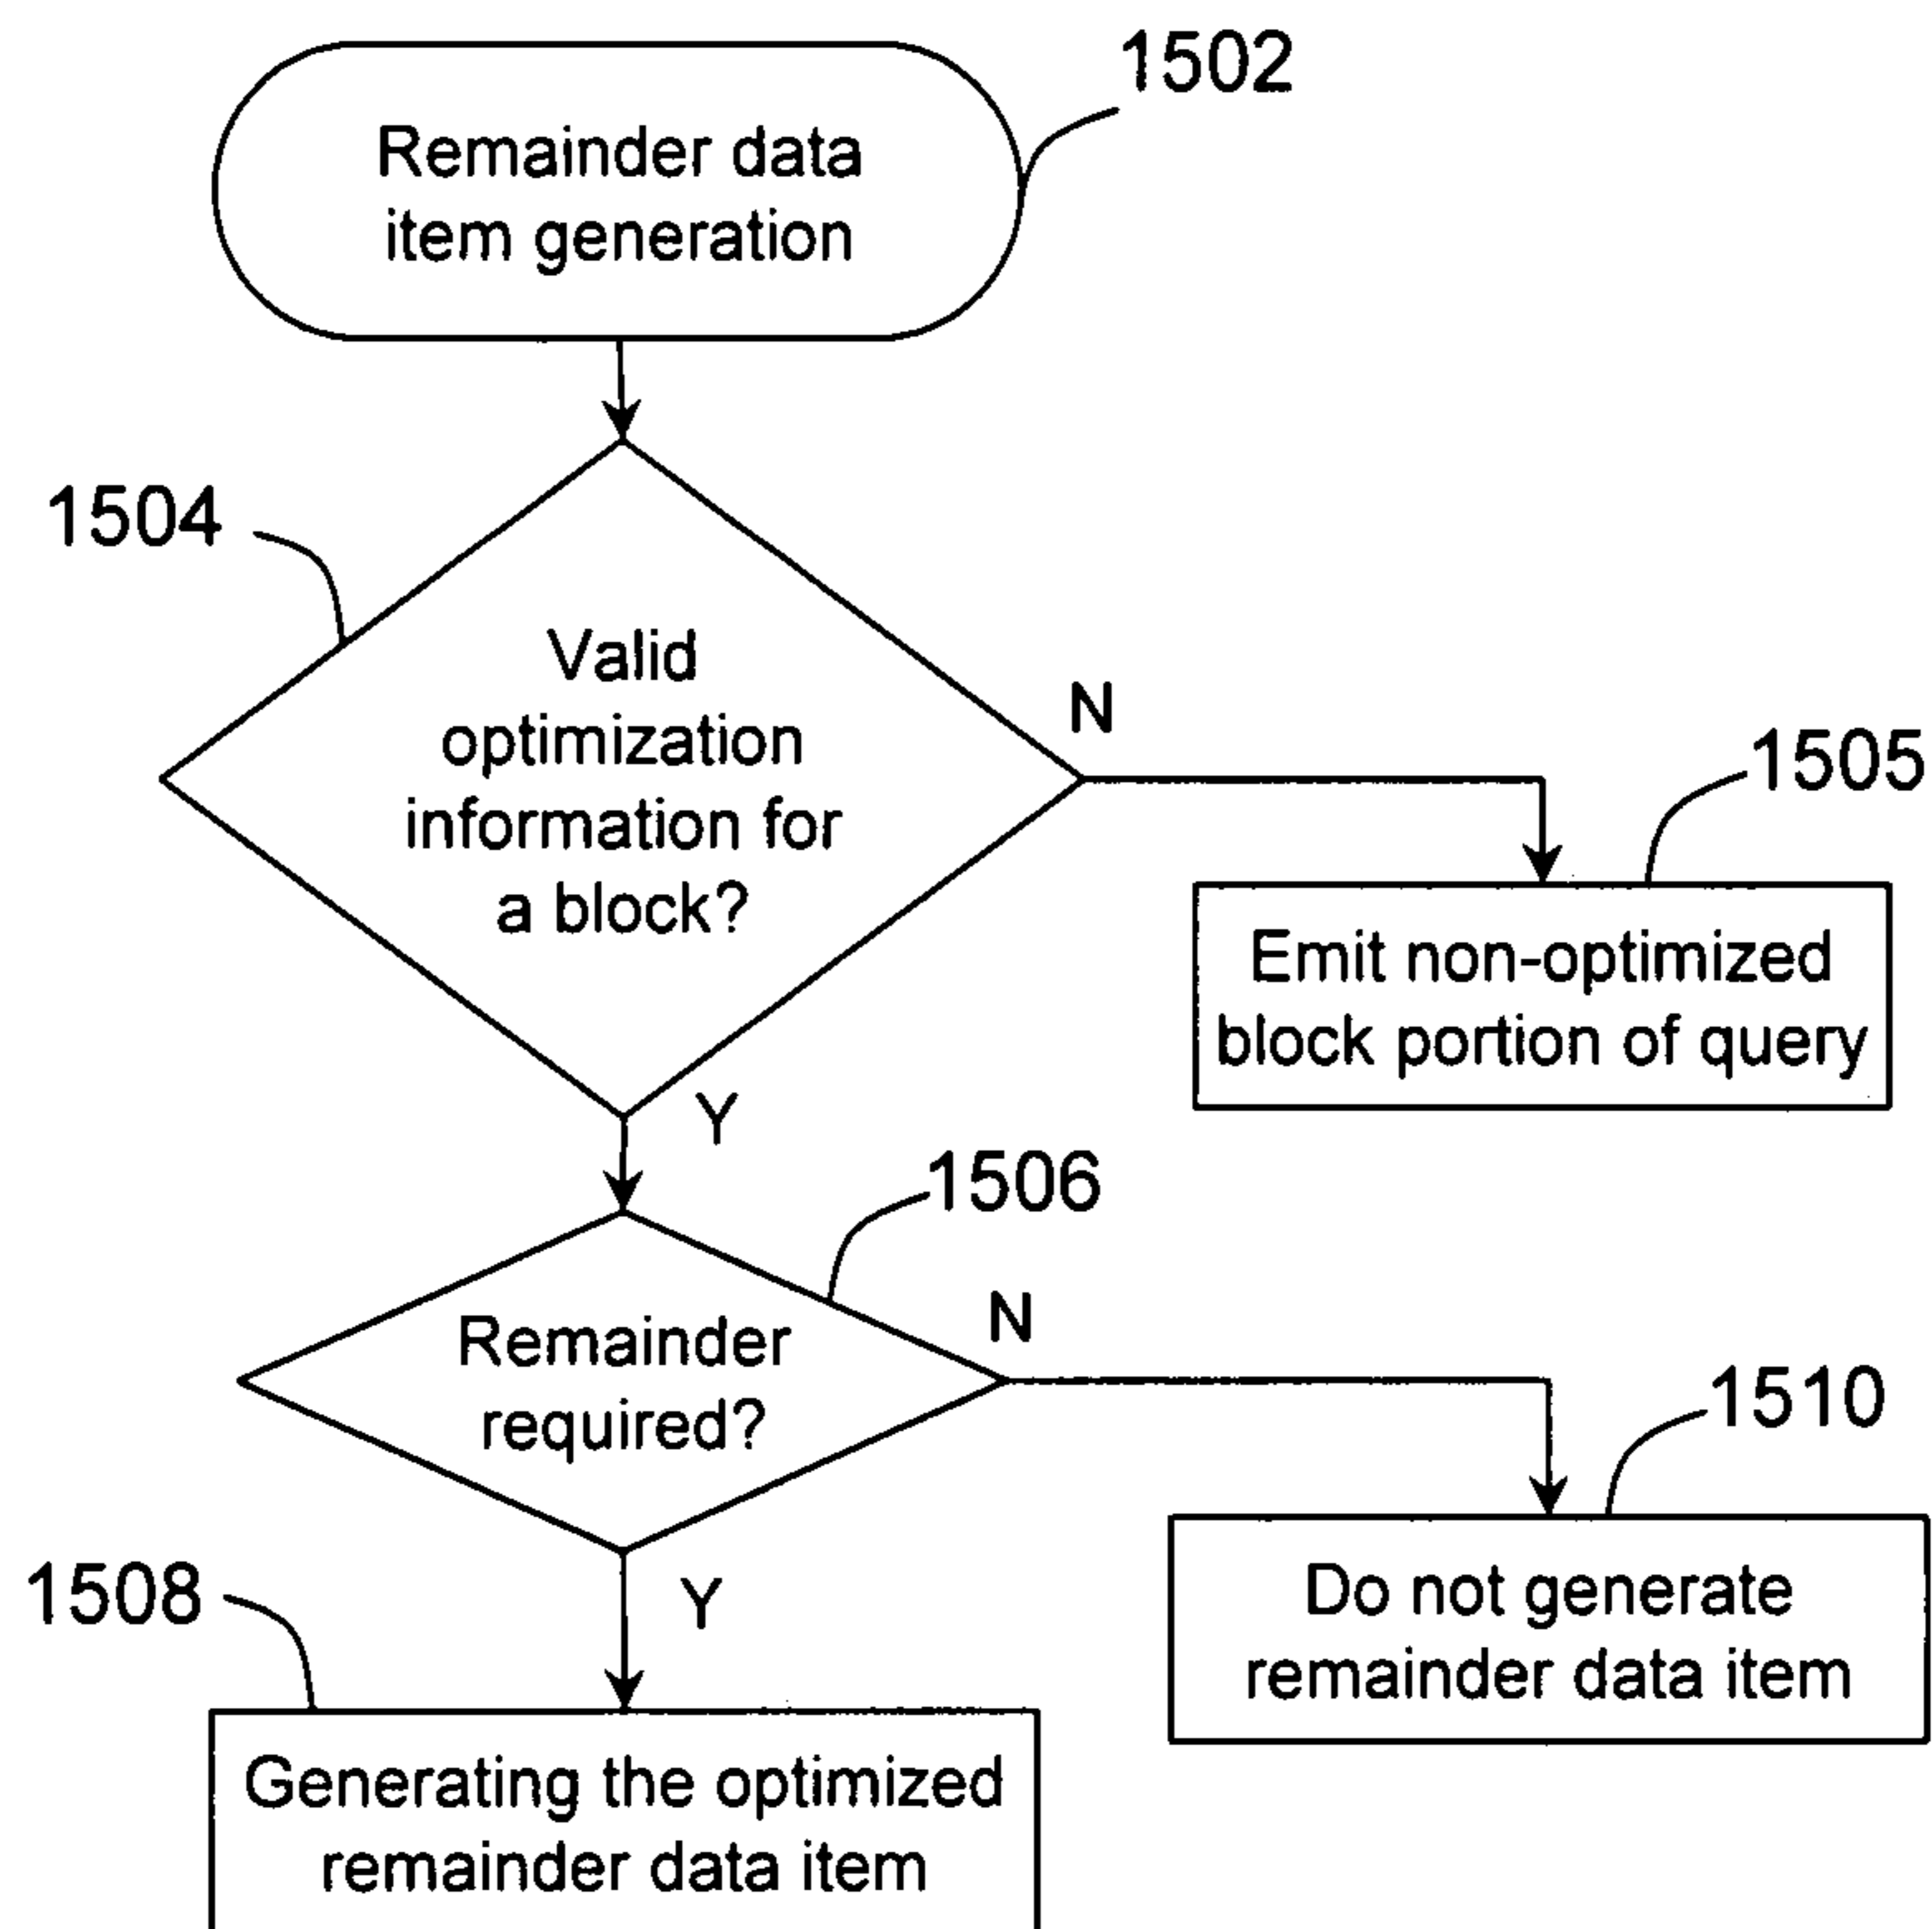 1502
Remainder data
item generation
1504
Valid
optimization
information for
a block?
N
1505
Emit non-optimized
block portion of query
Y
1506
Remainder
required?
N
1510
Do not generate
remainder data item
1508
Y
Generating the optimized
remainder data item